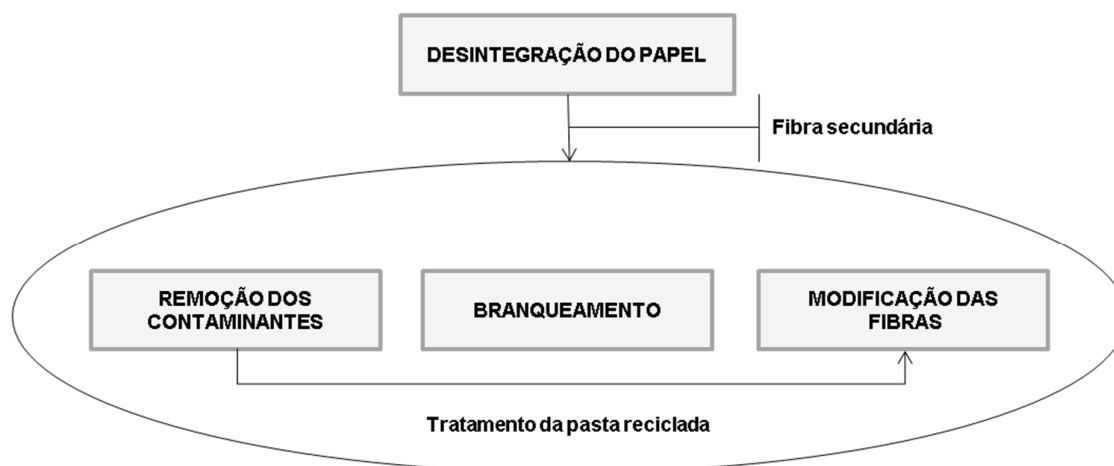 DESINTEGRAÇÃO DO PAPEL
Fibra secundária
REMOÇÃO DOS
CONTAMINANTES
BRANQUEAMENTO
MODIFICAÇÃO DAS
FIBRAS
Tratamento da pasta reciclada